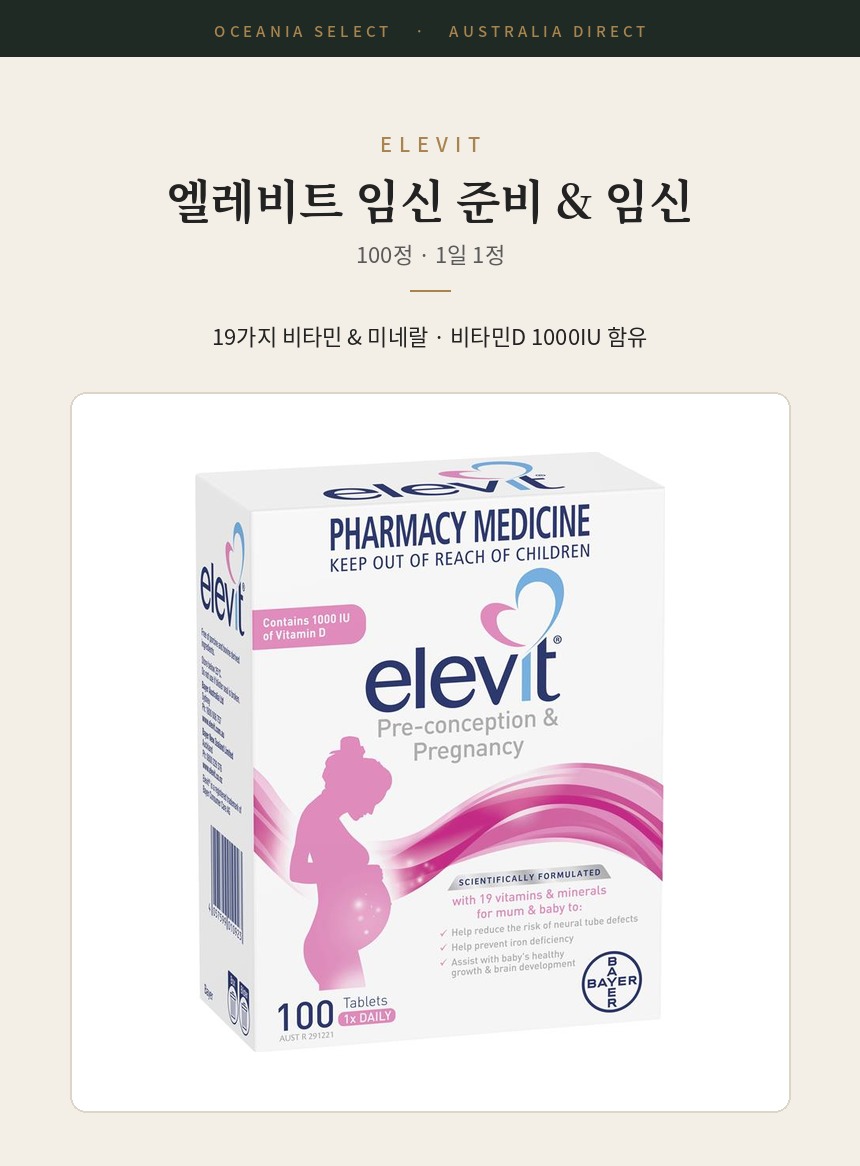 OCEANIA SELECT · AUSTRALIA DIRECT
ELEVIT
엘레비트 임신 준비 & 임신
100정 · 1일 1정
19가지 비타민 & 미네랄 · 비타민D 1000IU 함유
elevit
PHARMACY MEDICINE
KEEP OUT OF REACH OF CHILDREN
elevit®
Contains 1000 IU
of Vitamin D
elevit®
Pre-conception &
Pregnancy
SCIENTIFICALLY FORMULATED
with 19 vitamins & minerals
for mum & baby to:
✓ Help reduce the risk of neural tube defects
✓ Help prevent iron deficiency
✓ Assist with baby's healthy
growth & brain development
BAYER
BAYER
100 Tablets
1x DAILY
AUST R 291221
Bayer